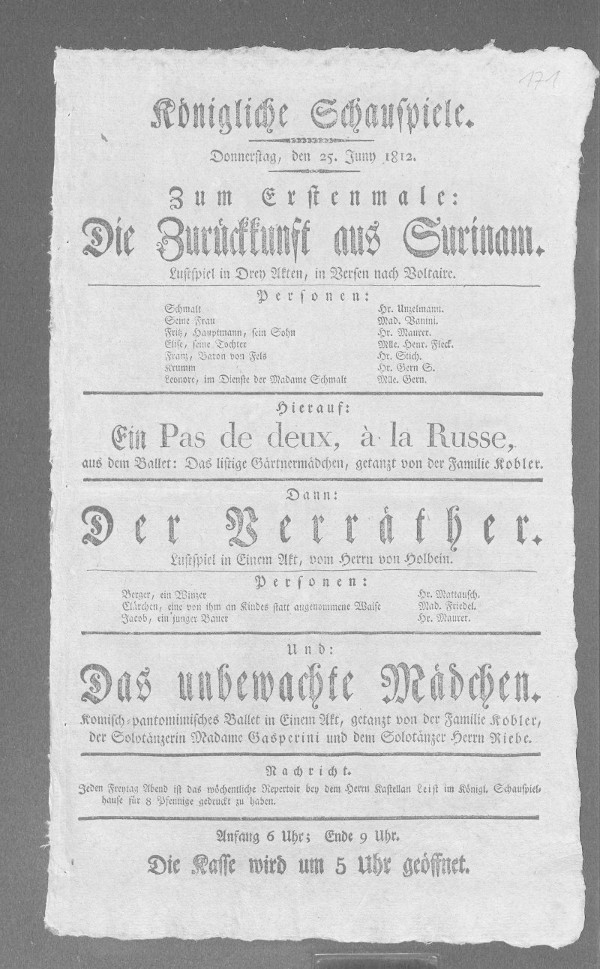 171
Königliche Schauspiele.
Donnerstag, den 25. Juny 1812.
Zum Erstenmale:
Die Zurückkunft aus Surinam.
Lustspiel in Drey Akten, in Versen nach Voltaire.
Personen:
Schmalt Hr. Unzelmann.
Seine Frau Mad. Vanini.
Fritz, Hauptmann, sein Sohn Hr. Maurer.
Elise, seine Tochter Mlle. Henr. Fleck.
Franz, Baron von Fels Hr. Stich.
Krumm Hr. Gern S.
Leonore, im Dienste der Madame Schmalt Mlle. Gern.
Hierauf:
Ein Pas de deux, à la Russe,
aus dem Ballet: Das listige Gärtnermädchen, getanzt von der Familie Kobler.
Dann:
Der Verräther.
Lustspiel in Einem Akt, vom Herrn von Holbein.
Personen:
Berger, ein Winzer Hr. Mattausch.
Clärchen, eine von ihm an Kindes statt angenommene Waise Mad. Friedel.
Jacob, ein junger Bauer Hr. Maurer.
Und:
Das unbewachte Mädchen.
Komisch-pantomimisches Ballet in Einem Akt, getanzt von der Familie Kobler,
der Solotänzerin Madame Gasperini und dem Solotänzer Herrn Riebe.
Nachricht.
Jeden Freytag Abend ist das wöchentliche Repertoir bey dem Herrn Kastellan Leist im Königl. Schauspiel-
hause für 8 Pfennige gedruckt zu haben.
Anfang 6 Uhr; Ende 9 Uhr.
Die Kasse wird um 5 Uhr geöffnet.